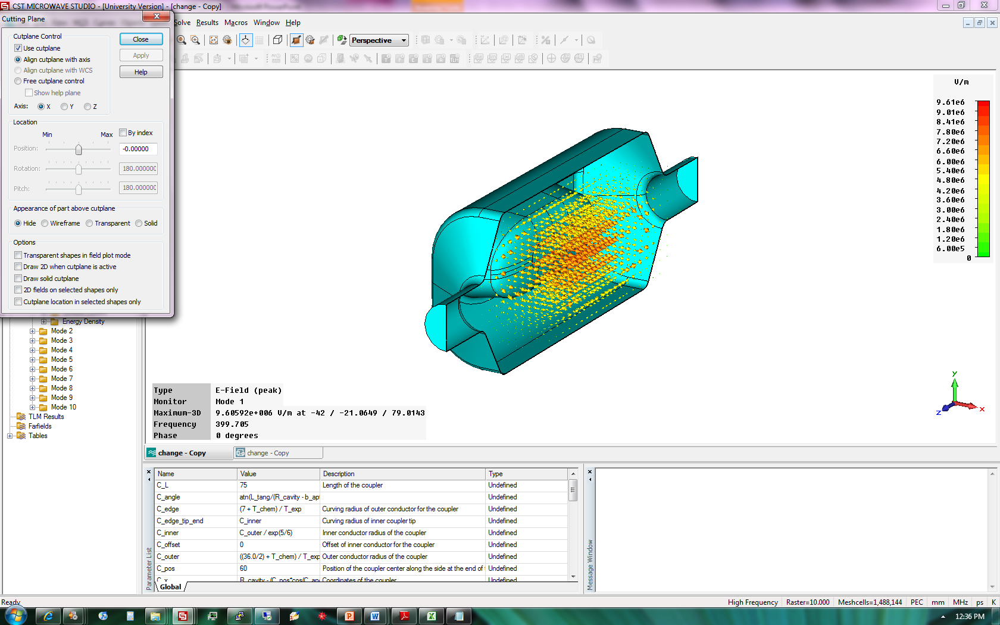 CST MICROWAVE STUDIO - [University Version] - [change - Copy]
Cutting Plane
Solve Results Macros Window Help
Cutplane Control
Use cutplane
Align cutplane with axis
Align cutplane with WCS
Free cutplane control
Show help plane
Axis: X Y Z
Close
Apply
Help
Perspective
Location
Min Max By index
Position: -0.00000
Rotation: 180.000000
Pitch: 180.000000
Appearance of part above cutplane
Hide Wireframe Transparent Solid
Options
Transparent shapes in field plot mode
Draw 2D when cutplane is active
Draw solid cutplane
2D fields on selected shapes only
Cutplane location in selected shapes only
Energy Density
Mode 2
Mode 3
Mode 4
Mode 5
Mode 6
Mode 7
Mode 8
Mode 9
Mode 10
TLM Results
Farfields
Tables
V/m
9.61e6
9.01e6
8.41e6
7.80e6
7.20e6
6.60e6
6.00e6
5.40e6
4.80e6
4.20e6
3.60e6
3.00e6
2.40e6
1.80e6
1.20e6
6.00e5
0
y
x
z
Type E-Field (peak)
Monitor Mode 1
Maximum-3D 9.60592e+006 V/m at -42 / -21.0649 / 79.0143
Frequency 399.705
Phase 0 degrees
change - Copy change - Copy
Name Value Description Type
C_L 75 Length of the coupler Undefined
C_angle atn(L_tang/(R_cavity - b_apt Undefined
C_edge (7 + T_chem) / T_exp Curving radius of outer conductor for the coupler Undefined
C_edge_tip_end C_inner Curving radius of inner coupler tip Undefined
C_inner C_outer / exp(5/6) Inner conductor radius of the coupler Undefined
C_offset 0 Offset of inner conductor for the coupler Undefined
C_outer ((36.0/2) + T_chem) / T_exp Outer conductor radius of the coupler Undefined
C_pos 60 Position of the coupler center along the side at the end of Undefined
C_x R_cavity - (C_pos*cos(C_an Coordinates of the coupler Undefined
Global
Parameter List
Message Window
Ready
High Frequency Raster=10.000 Meshcells=1,488,144 PEC mm MHz ps K
12:36 PM